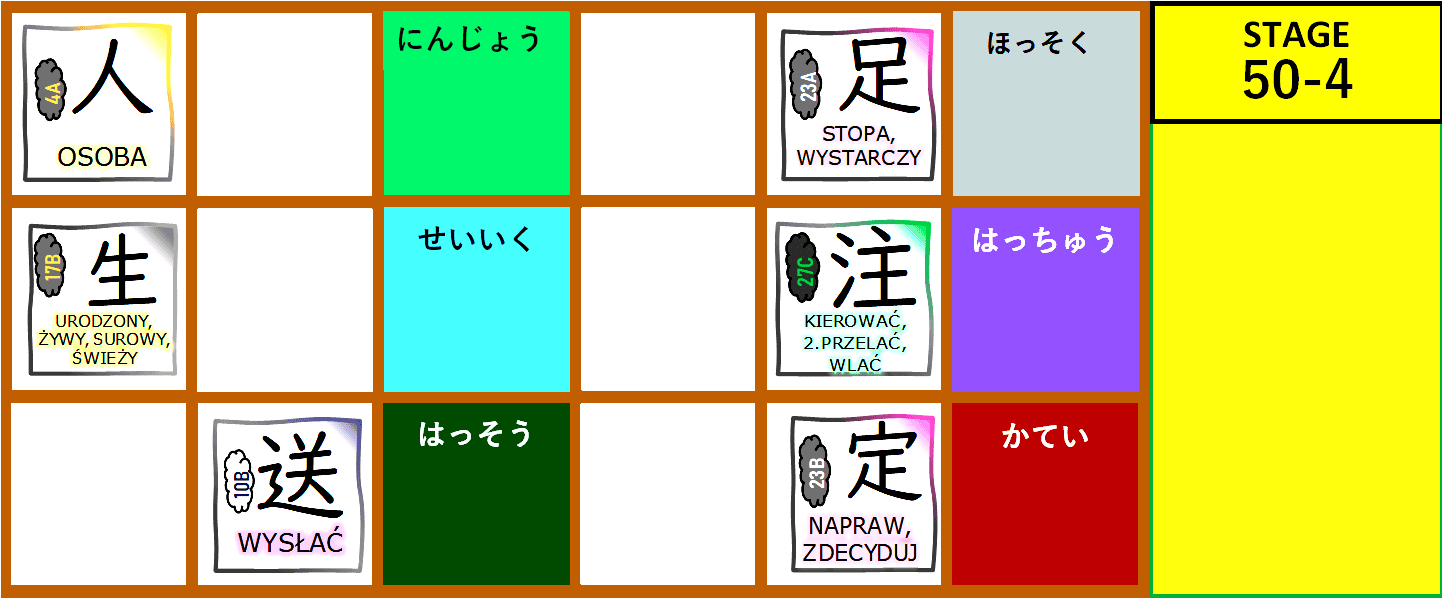 4A
人
OSOBA
にんじょう
23A
足
STOPA,
WYSTARCZY
ほっそく
STAGE
50-4
17B
生
URODZONY,
ŻYWY, SUROWY,
ŚWIEŻY
せいいく
27C
注
KIEROWAĆ,
2.PRZELAĆ,
WLAĆ
はっちゅう
10B
送
WYSŁAĆ
はっそう
23B
定
NAPRAW,
ZDECYDUJ
かてい